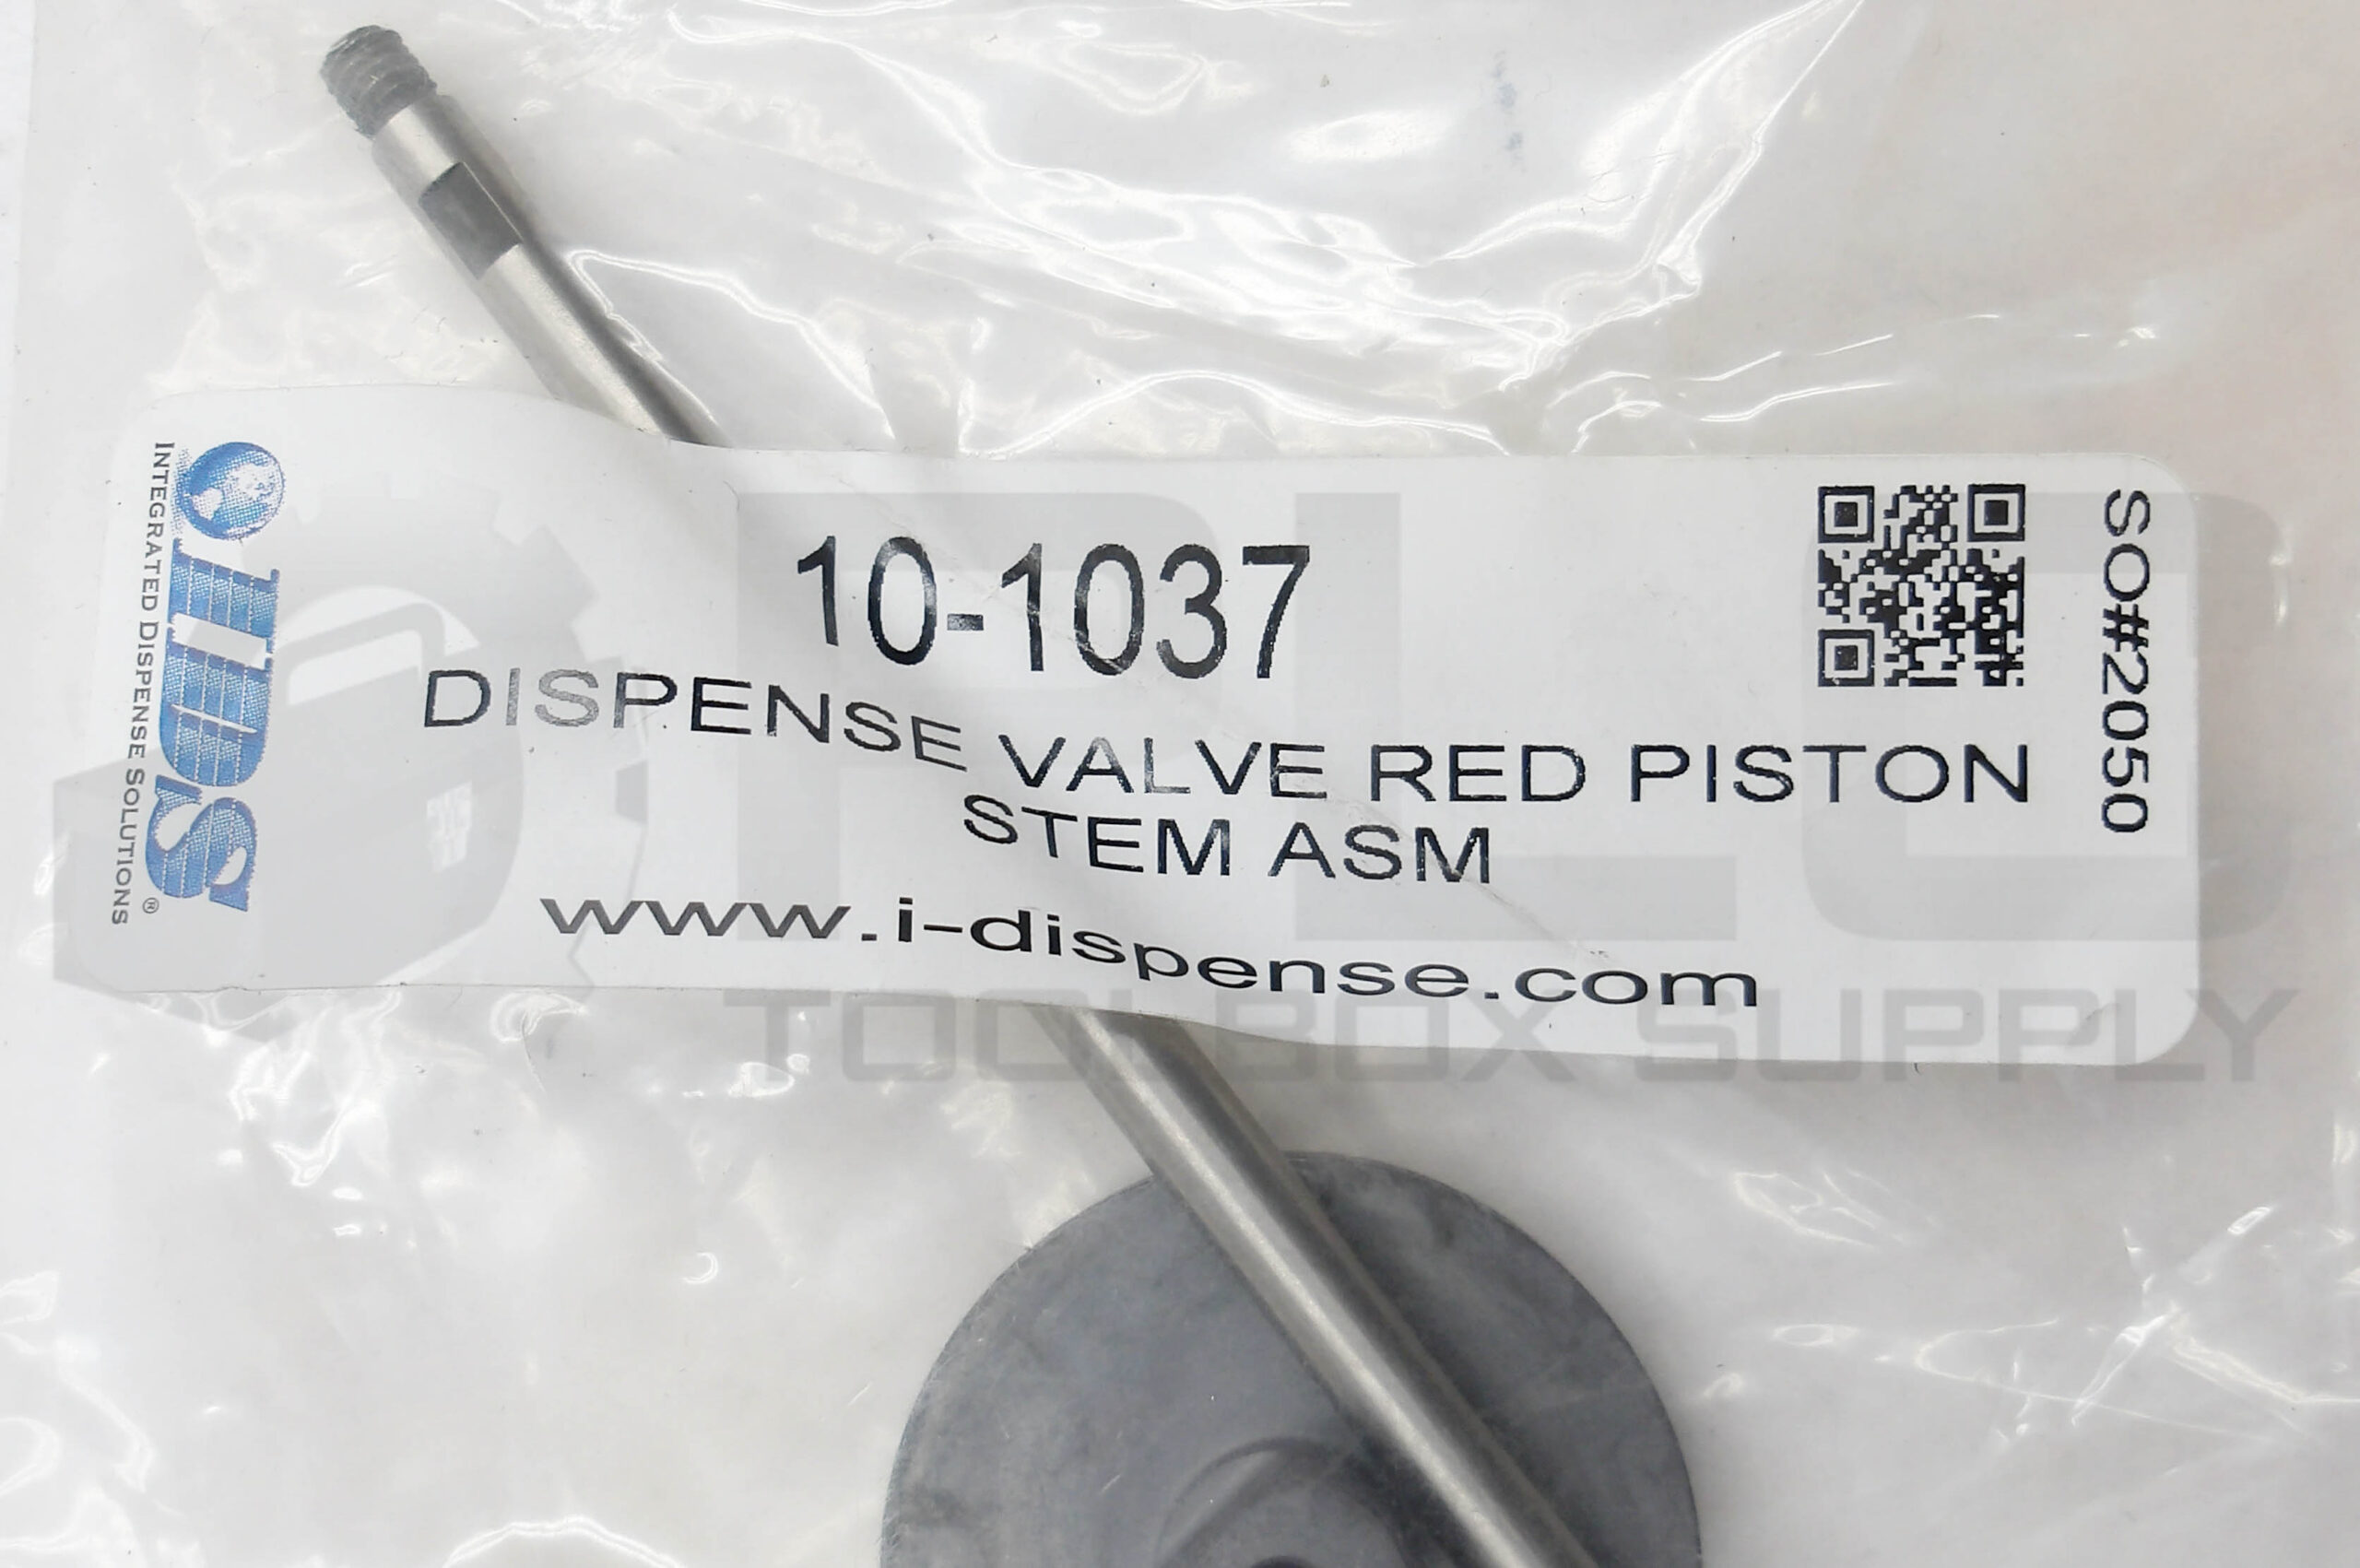 IDS®
INTEGRATED DISPENSE SOLUTIONS
10-1037
DISPENSE VALVE RED PISTON
STEM ASM
www.i-dispense.com
SO#2050
PLC
TOOLBOX SUPPLY